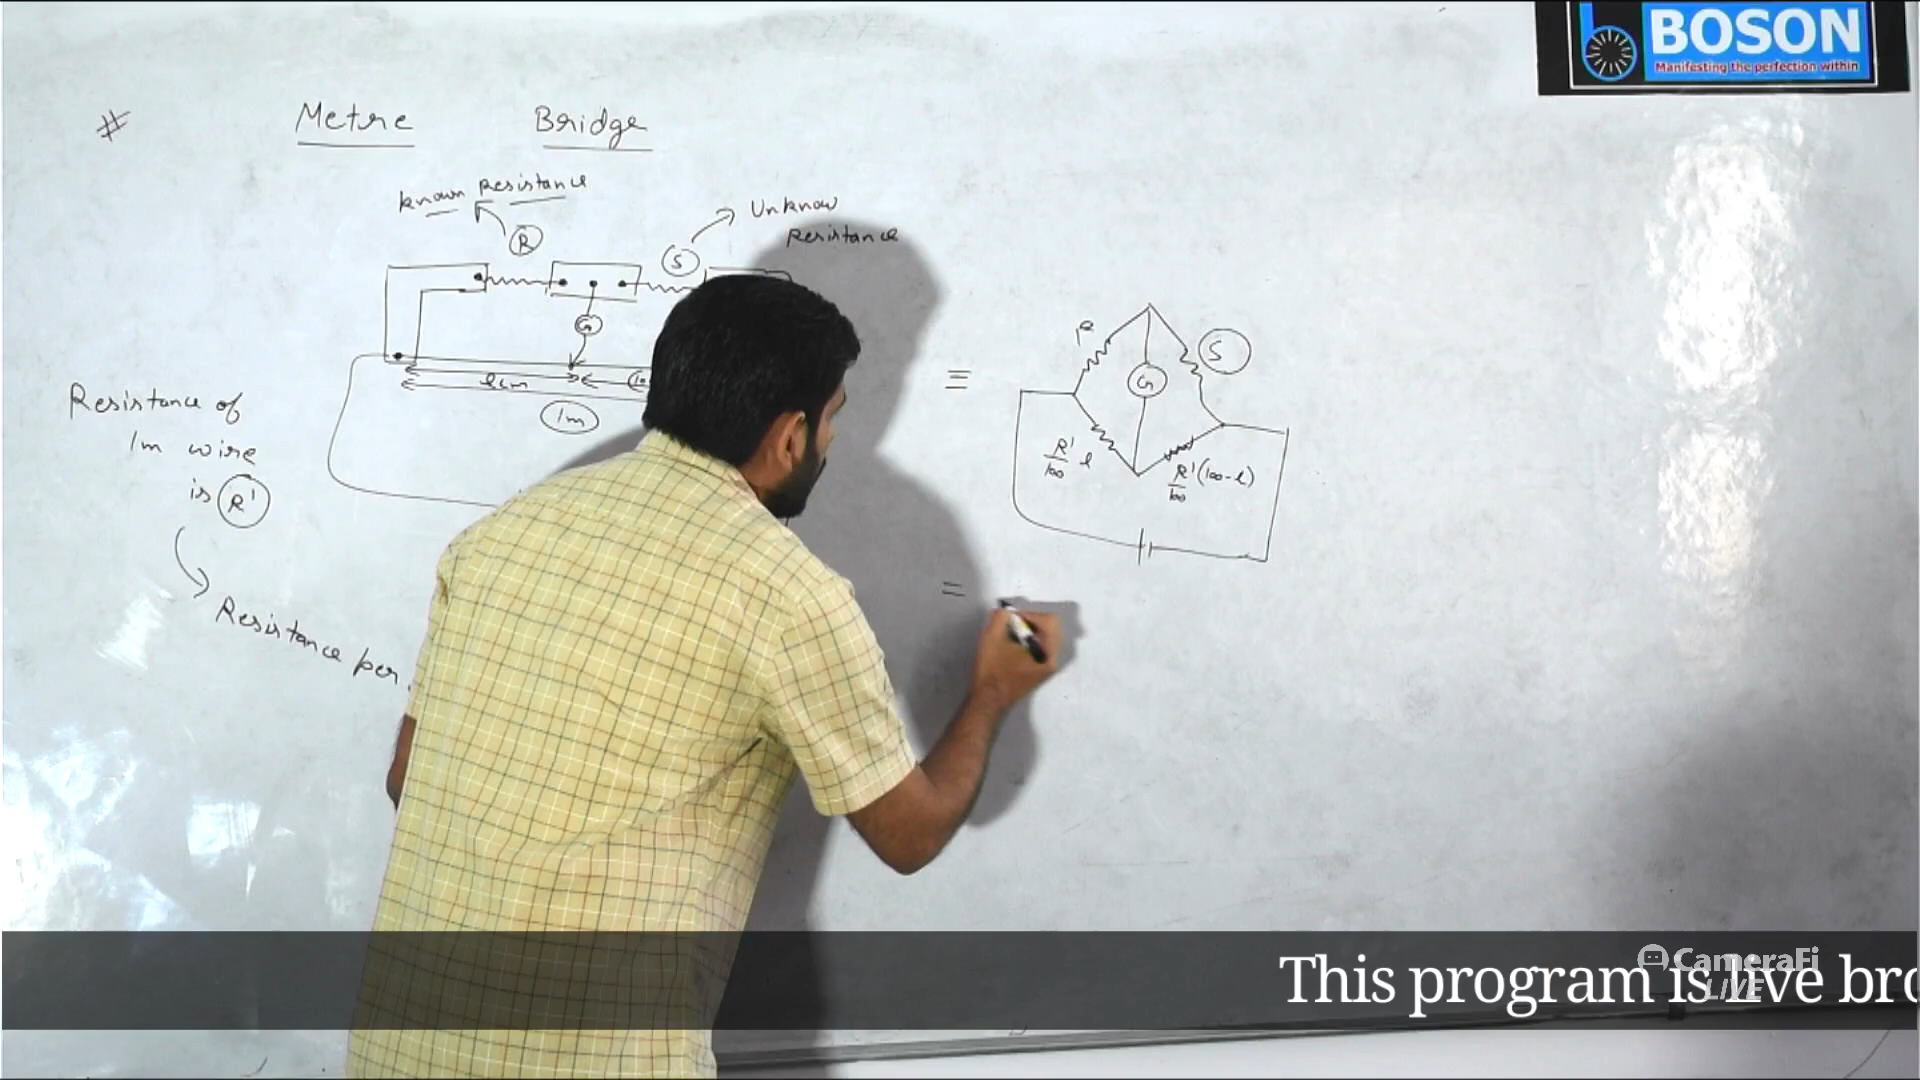 BOSON
Manifesting the perfection within
# Metre Bridge
known Resistance
Unknow
Resistance
R
S
G
l cm
1m
Resistance of
1m wire
is R'
Resistance per
≡
R
S
G
R'/100 l
R'/100 (100-l)
=
CameraFi
LIVE
This program is live bro